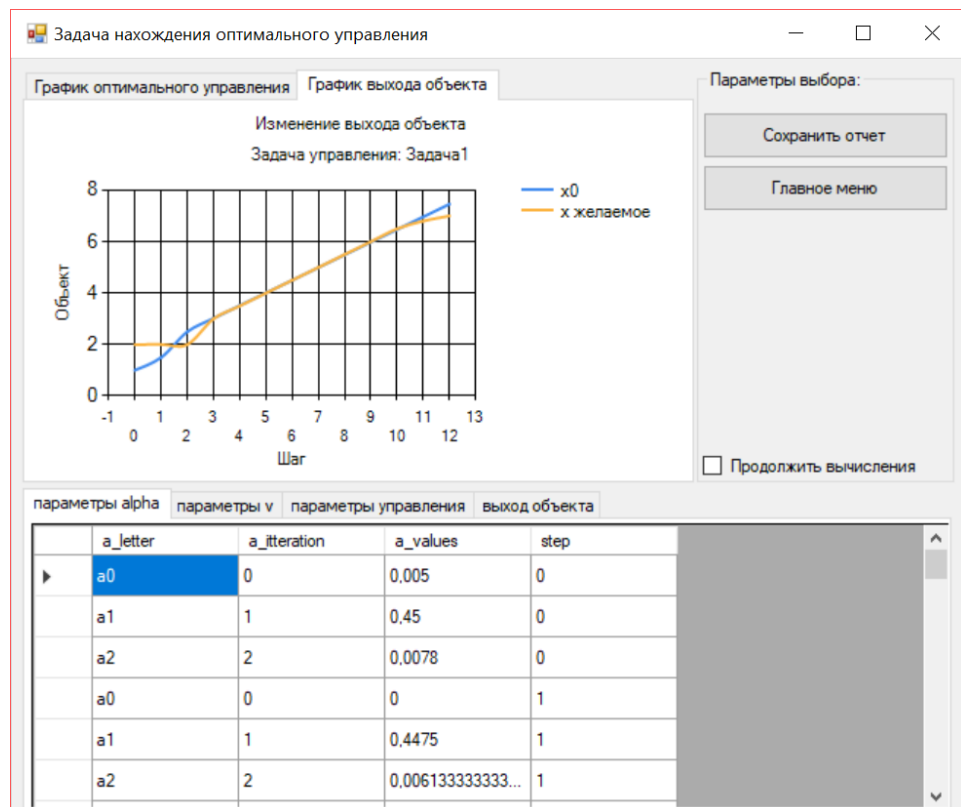 Задача нахождения оптимального управления
График оптимального управления График выхода объекта
Параметры выбора:
Изменение выхода объекта
Задача управления: Задача1
Сохранить отчет
Главное меню
x0
x желаемое
8
6
4
2
0
Объект
-1 1 3 5 7 9 11 13
0 2 4 6 8 10 12
Шаг
Продолжить вычисления
параметры alpha параметры v параметры управления выход объекта
a_letter a_itteration a_values step
a0 0 0,005 0
a1 1 0,45 0
a2 2 0,0078 0
a0 0 0 1
a1 1 0,4475 1
a2 2 0,006133333333... 1